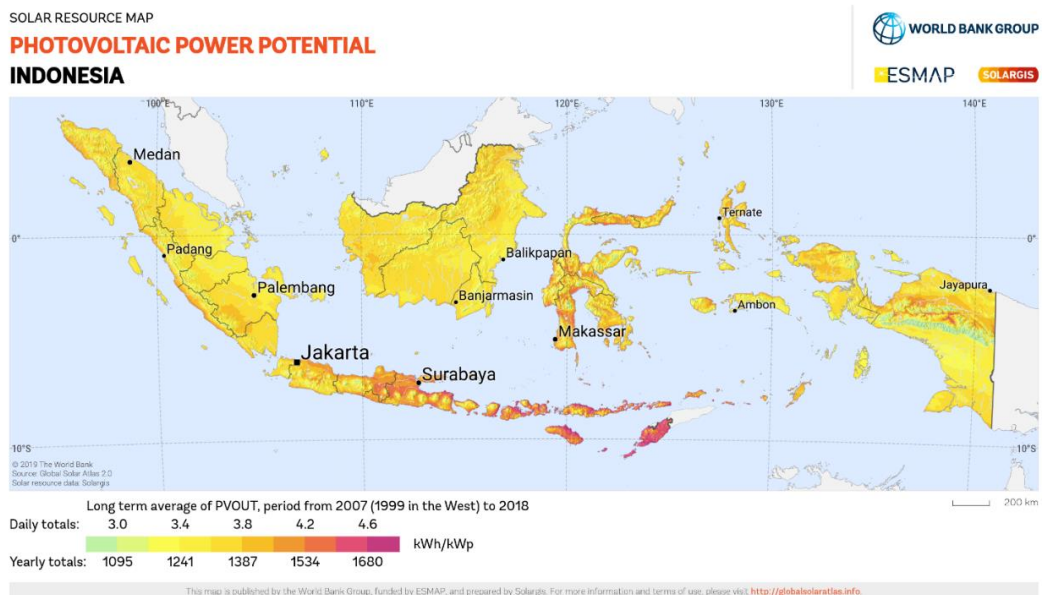 SOLAR RESOURCE MAP
PHOTOVOLTAIC POWER POTENTIAL
INDONESIA
WORLD BANK GROUP
ESMAP
SOLARGIS
100°E
110°E
120°E
130°E
140°E
Medan
Ternate
0°
0°
Padang
Balikpapan
Palembang
Jayapura
Banjarmasin
Ambon
Makassar
Jakarta
Surabaya
10°S
10°S
© 2019 The World Bank
Source: Global Solar Atlas 2.0
Solar resource data: Solargis
200 km
Long term average of PVOUT, period from 2007 (1999 in the West) to 2018
Daily totals: 3.0 3.4 3.8 4.2 4.6
kWh/kWp
Yearly totals: 1095 1241 1387 1534 1680
This map is published by the World Bank Group, funded by ESMAP, and prepared by Solargis. For more information and terms of use, please visit http://globalsolaratlas.info.